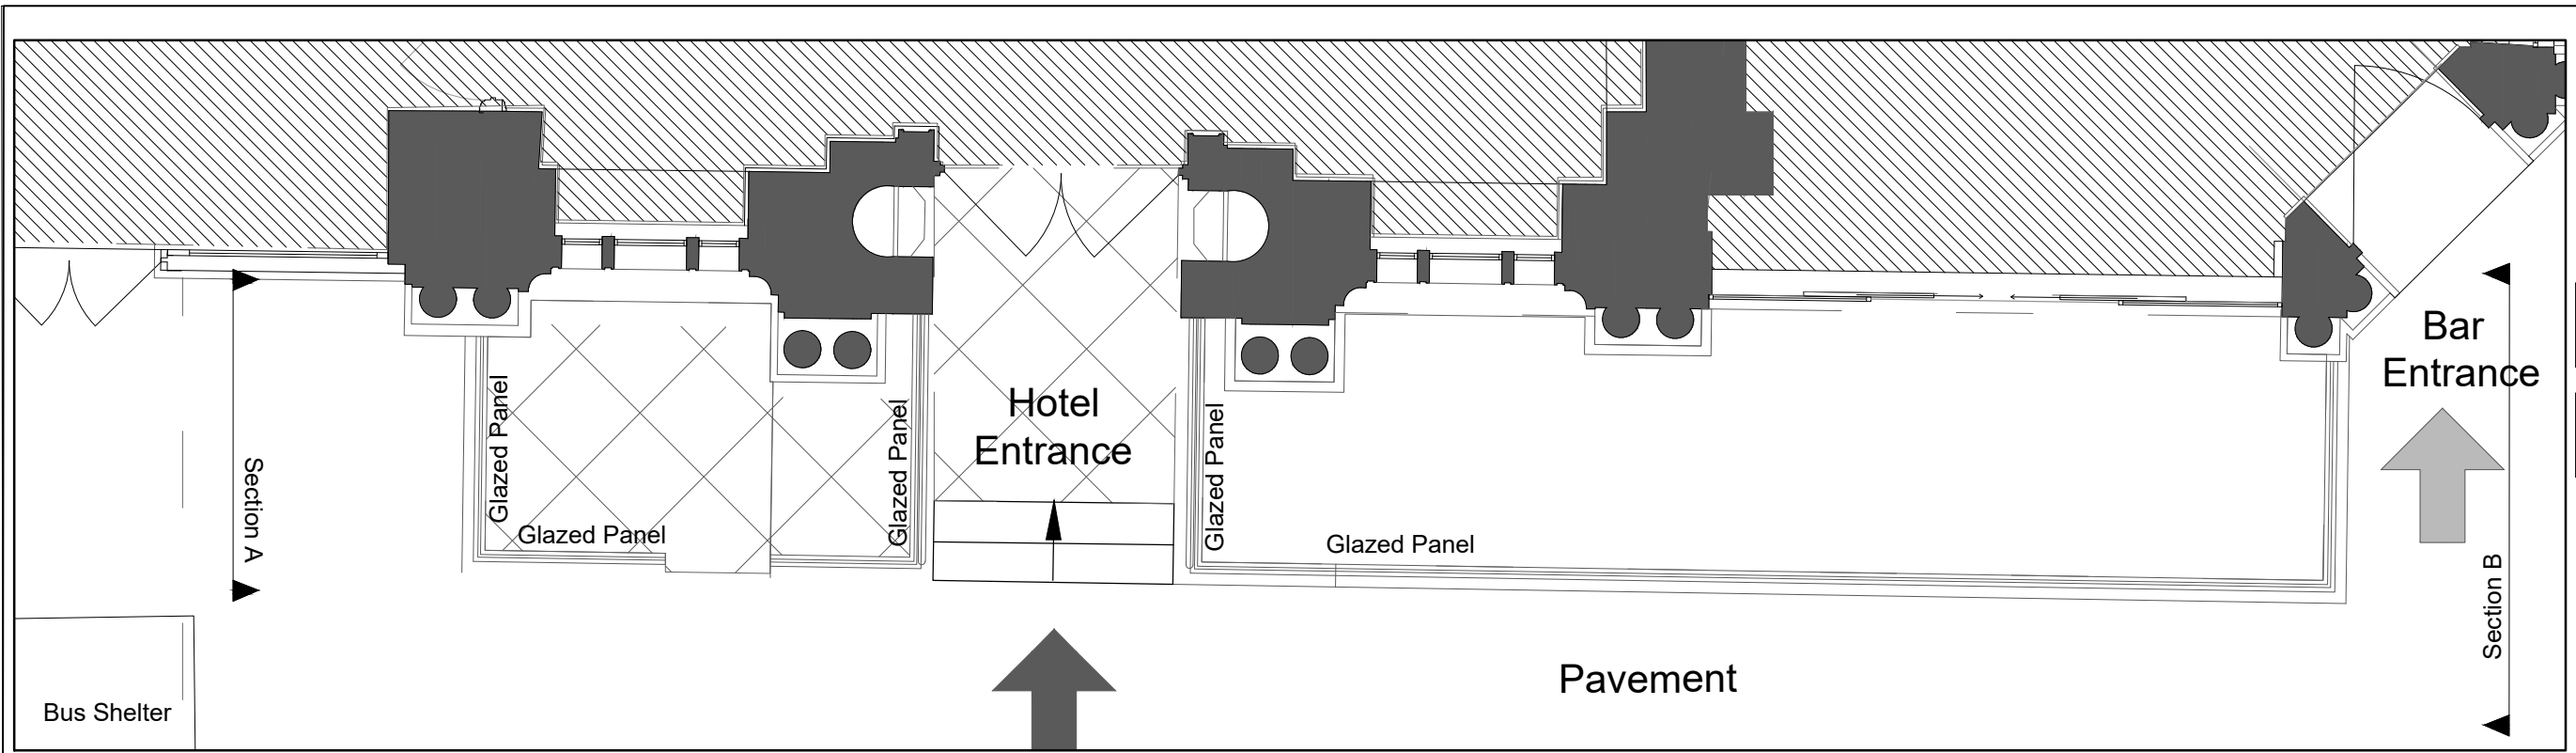 Section A
Glazed Panel
Glazed Panel
Glazed Panel
Hotel
Entrance
Glazed Panel
Glazed Panel
Bar
Entrance
Section B
Pavement
Bus Shelter